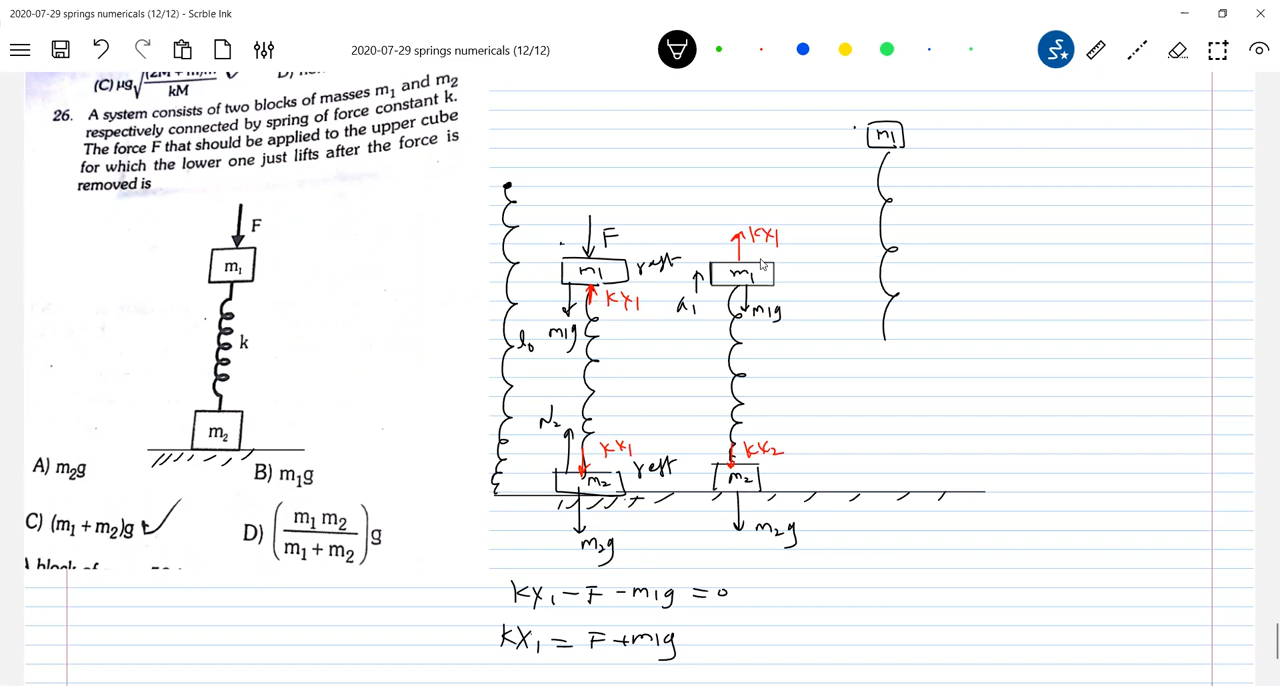 2020-07-29 springs numericals (12/12) - Scrble Ink
2020-07-29 springs numericals (12/12)
(C) μg√((2M + m)m / kM)
26. A system consists of two blocks of masses m₁ and m₂
respectively connected by spring of force constant k.
The force F that should be applied to the upper cube
for which the lower one just lifts after the force is
removed is
F
m₁
k
m₂
A) m₂g
B) m₁g
C) (m₁ + m₂)g
D) (m₁ m₂ / m₁ + m₂) g
F
m₁
rest
kx₁
m₁g
l₀
N₂
kx₁
m₂
rest
m₂g
kx₁
m₁
a₁
m₁g
kx₂
m₂
m₂g
m₁
kx₁ - F - m₁g = 0
kx₁ = F + m₁g